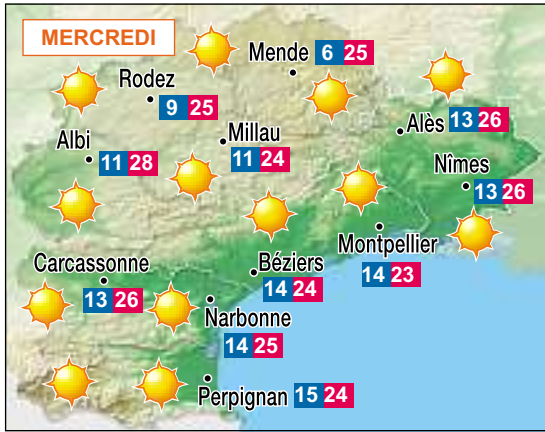 MERCREDI
Mende 6 25
Rodez
9 25
Alès 13 26
Millau
11 24
Albi
11 28
Nîmes
13 26
Montpellier
14 23
Carcassonne
13 26
Béziers
14 24
Narbonne
14 25
Perpignan 15 24